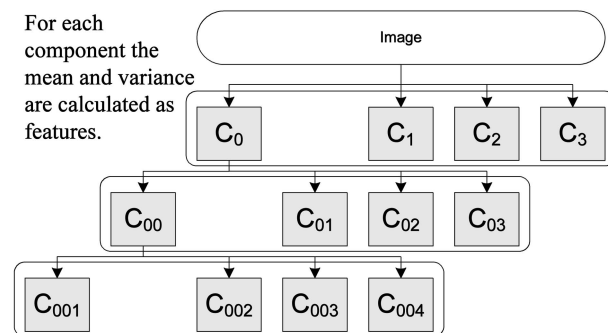 For each
component the
mean and variance
are calculated as
features.
Image
C₀ C₁ C₂ C₃
C₀₀ C₀₁ C₀₂ C₀₃
C₀₀₁ C₀₀₂ C₀₀₃ C₀₀₄